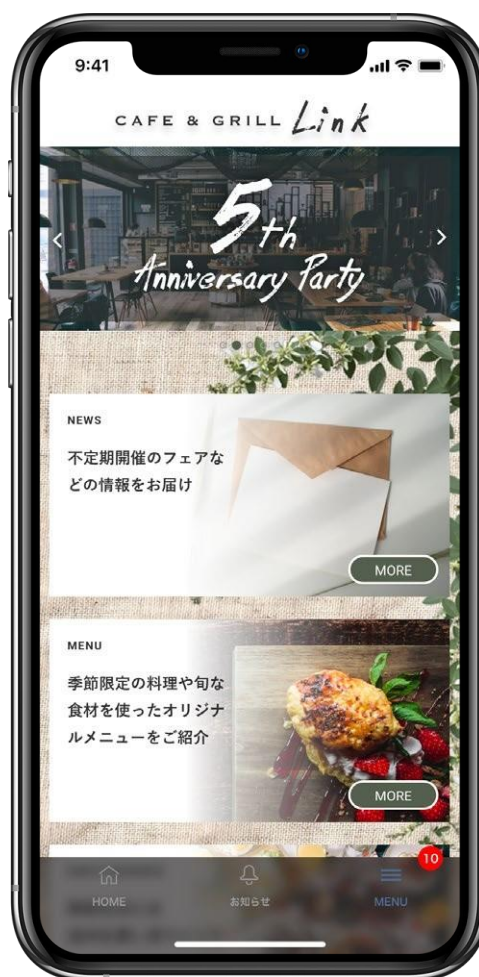 9:41
CAFE & GRILL Link
5th
Anniversary Party
NEWS
不定期開催のフェアな
どの情報をお届け
MORE
MENU
季節限定の料理や旬な
食材を使ったオリジナ
ルメニューをご紹介
MORE
10
HOME
お知らせ
MENU